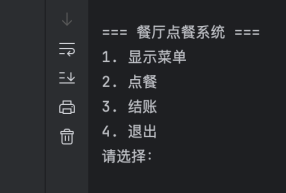 === 餐厅点餐系统 ===
1. 显示菜单
2. 点餐
3. 结账
4. 退出
请选择: